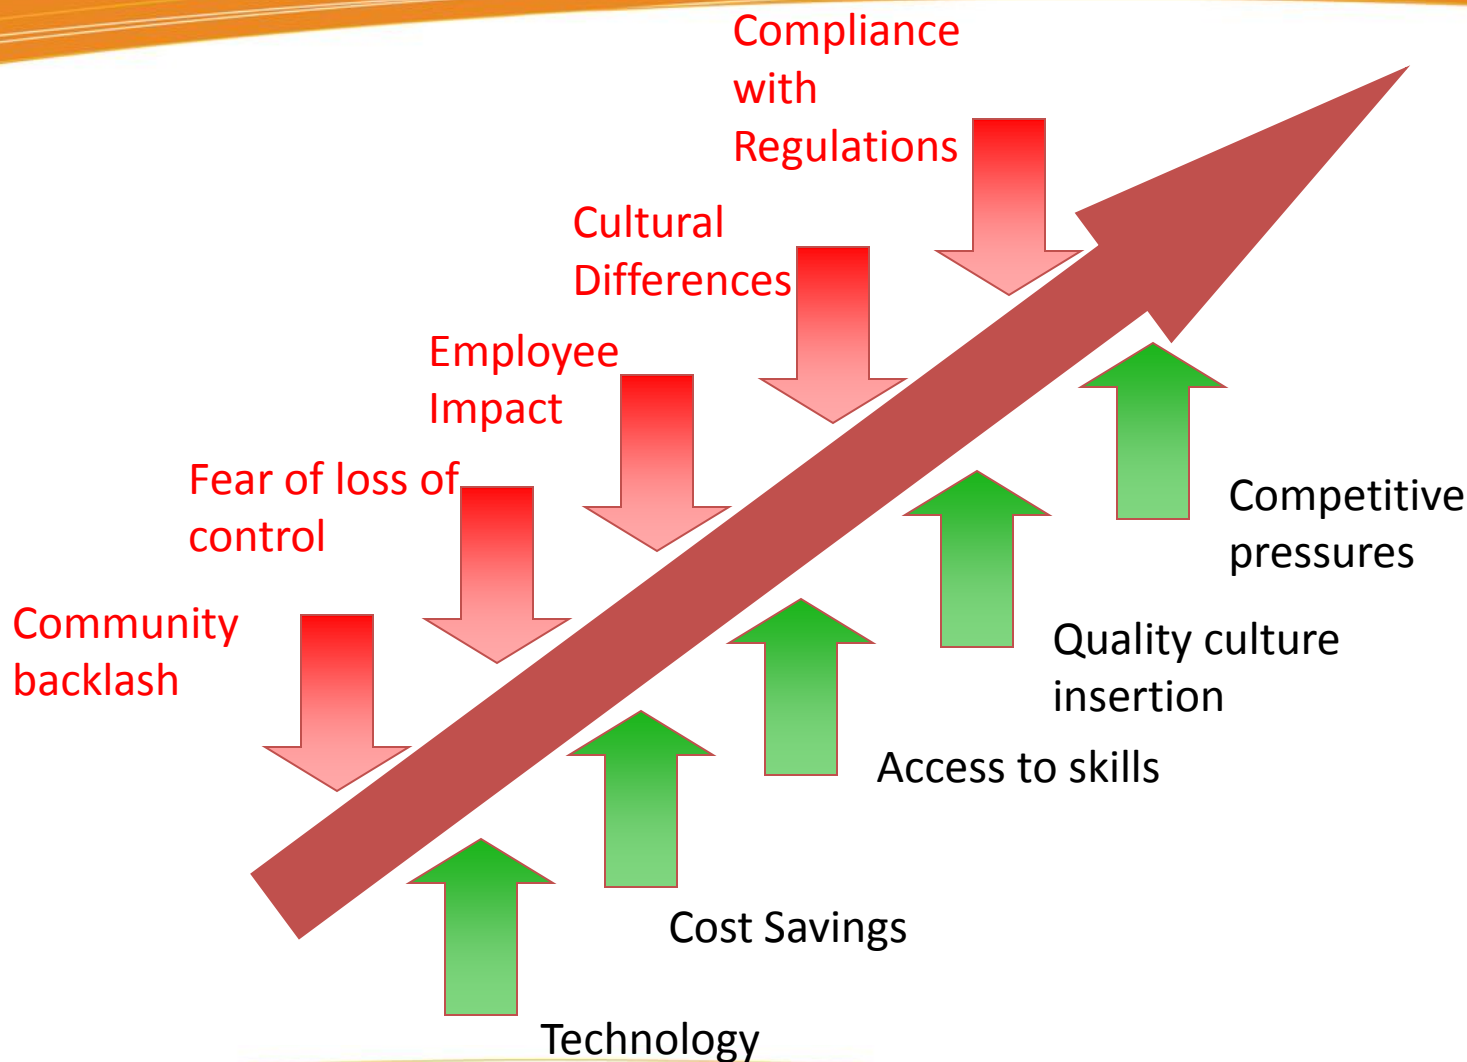 Compliance
with
Regulations
Cultural
Differences
Employee
Impact
Fear of loss of
control
Community
backlash
Competitive
pressures
Quality culture
insertion
Access to skills
Cost Savings
Technology